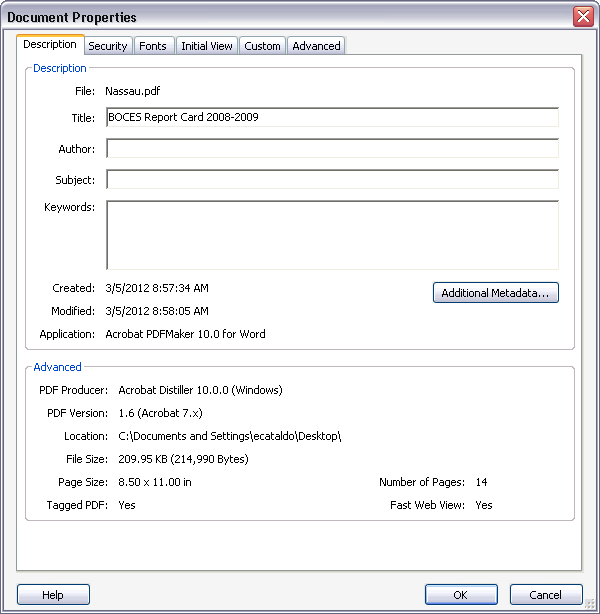 Document Properties
Description Security Fonts Initial View Custom Advanced
Description
File: Nassau.pdf
Title: BOCES Report Card 2008-2009
Author:
Subject:
Keywords:
Created: 3/5/2012 8:57:34 AM
Additional Metadata...
Modified: 3/5/2012 8:58:05 AM
Application: Acrobat PDFMaker 10.0 for Word
Advanced
PDF Producer: Acrobat Distiller 10.0.0 (Windows)
PDF Version: 1.6 (Acrobat 7.x)
Location: C:\Documents and Settings\ecataldo\Desktop\
File Size: 209.95 KB (214,990 Bytes)
Page Size: 8.50 x 11.00 in Number of Pages: 14
Tagged PDF: Yes Fast Web View: Yes
Help OK Cancel